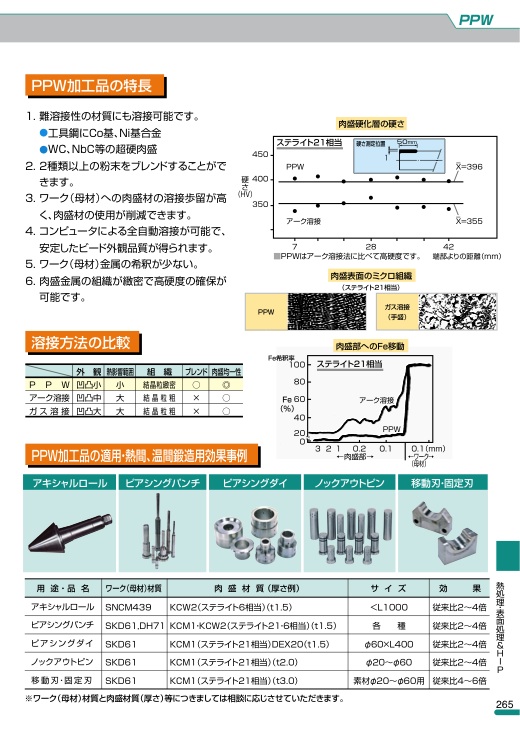 PPW
PPW加工品の特長
1. 難溶接性の材質にも溶接可能です。
●工具鋼にCo基、Ni基合金
●WC、NbC等の超硬肉盛
2. 2種類以上の粉末をブレンドすることがで
きます。
3. ワーク(母材)への肉盛材の溶接歩留が高
く、肉盛材の使用が削減できます。
4. コンピュータによる全自動溶接が可能で、
安定したビード外観品質が得られます。
5. ワーク(母材)金属の希釈が少ない。
6. 肉盛金属の組織が緻密で高硬度の確保が
可能です。
肉盛硬化層の硬さ
ステライト21相当
硬さ測定位置
50mm
1
450
400
350
硬さ(HV)
PPW
X=396
アーク溶接
X=355
7 28 42
■PPWはアーク溶接法に比べて高硬度です。 端部よりの距離(mm)
肉盛表面のミクロ組織
(ステライト21相当)
PPW
ガス溶接
(手盛)
溶接方法の比較
外観 熱影響範囲 組織 ブレンド 肉盛均一性
PPW 凹凸小 小 結晶粒緻密 ○ ◎
アーク溶接 凹凸中 大 結晶粒粗 × ○
ガス溶接 凹凸大 大 結晶粒粗 × ○
肉盛部へのFe移動
Fe希釈率
ステライト21相当
100
80
Fe 60
(%)
40
20
0
アーク溶接
PPW
3 2 1 0.2 0.1 0.1(mm)
←肉盛部→ ←ワーク→
(母材)
PPW加工品の適用・熱間、温間鍛造用効果事例
アキシャルロール ピアシングパンチ ピアシングダイ ノックアウトピン 移動刃・固定刃
用途・品名 ワーク(母材)材質 肉盛材質(厚さ例) サイズ 効果
アキシャルロール SNCM439 KCW2(ステライト6相当)(t1.5) <L1000 従来比2〜4倍
ピアシングパンチ SKD61,DH71 KCM1・KCW2(ステライト21・6相当)(t1.5) 各種 従来比2〜4倍
ピアシングダイ SKD61 KCM1(ステライト21相当)DEX20(t1.5) φ60×L400 従来比2〜4倍
ノックアウトピン SKD61 KCM1(ステライト21相当)(t2.0) φ20〜φ60 従来比2〜4倍
移動刃・固定刃 SKD61 KCM1(ステライト21相当)(t3.0) 素材φ20〜φ60用 従来比4〜6倍
※ワーク(母材)材質と肉盛材質(厚さ)等につきましては相談に応じさせていただきます。
熱処理・表面処理&HIP
265